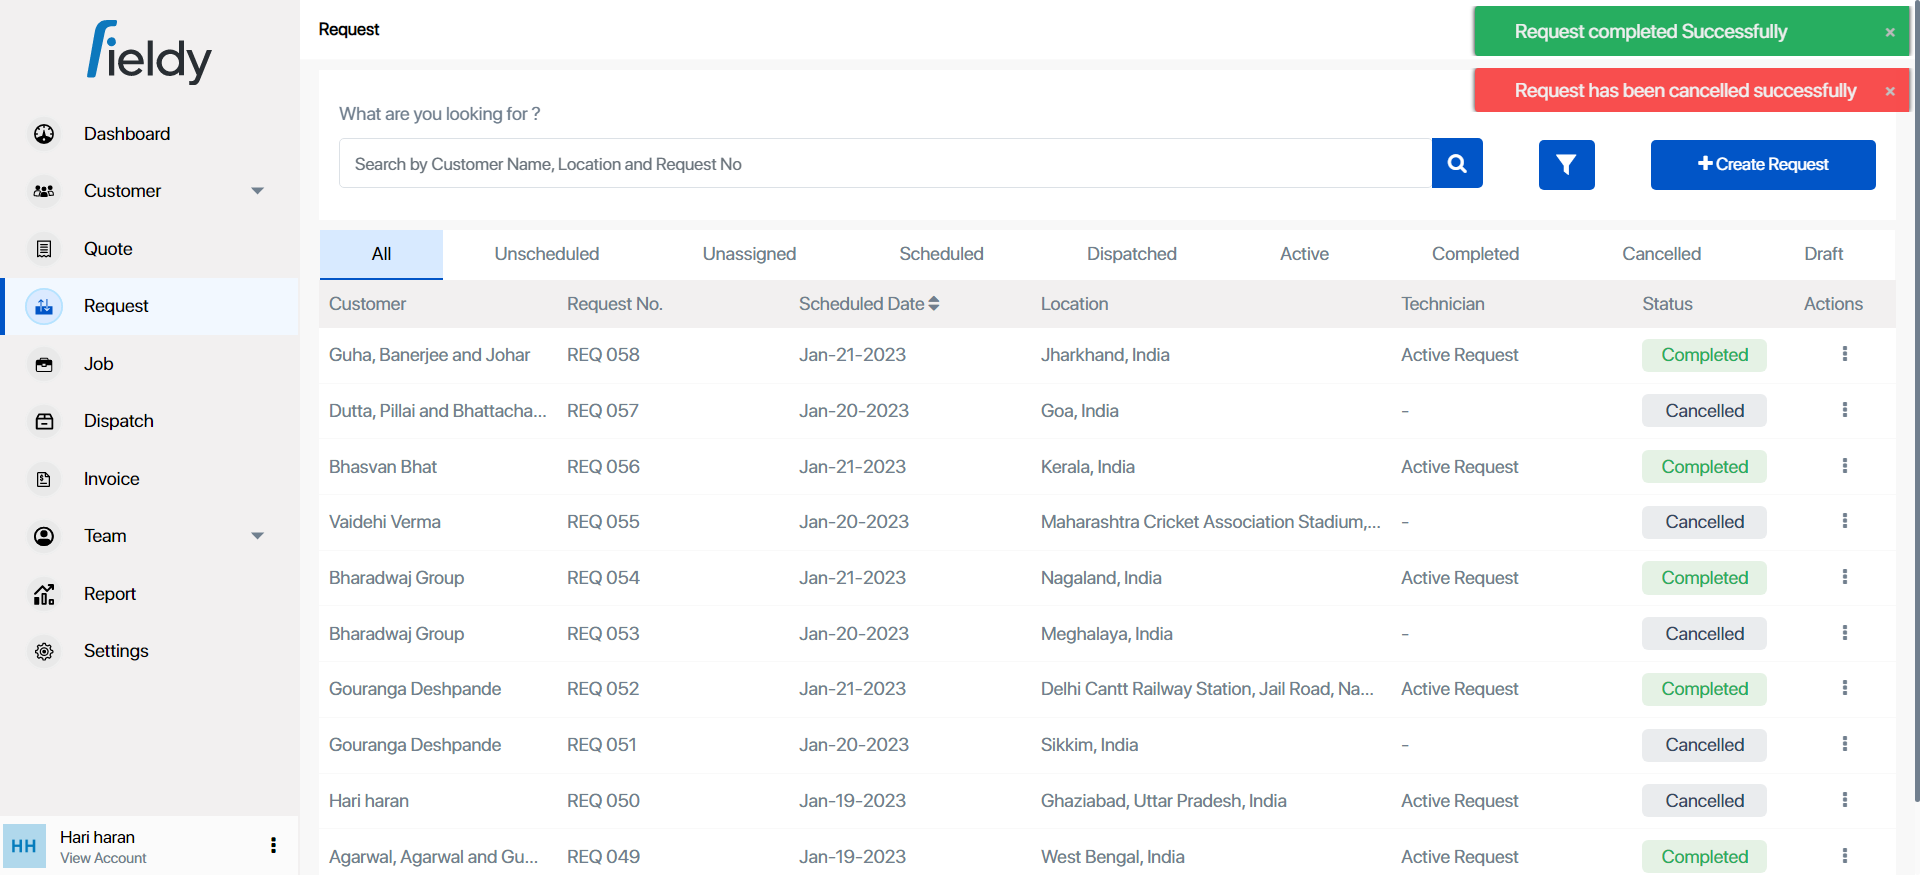 fieldy
Request
Request completed Successfully ×
Request has been cancelled successfully ×
Dashboard
Customer
Quote
Request
Job
Dispatch
Invoice
Team
Report
Settings
HH
Hari haran
View Account
What are you looking for ?
Search by Customer Name, Location and Request No
+ Create Request
All Unscheduled Unassigned Scheduled Dispatched Active Completed Cancelled Draft
Customer Request No. Scheduled Date Location Technician Status Actions
Guha, Banerjee and Johar REQ 058 Jan-21-2023 Jharkhand, India Active Request Completed
Dutta, Pillai and Bhattacha... REQ 057 Jan-20-2023 Goa, India - Cancelled
Bhasvan Bhat REQ 056 Jan-21-2023 Kerala, India Active Request Completed
Vaidehi Verma REQ 055 Jan-20-2023 Maharashtra Cricket Association Stadium,... - Cancelled
Bharadwaj Group REQ 054 Jan-21-2023 Nagaland, India Active Request Completed
Bharadwaj Group REQ 053 Jan-20-2023 Meghalaya, India - Cancelled
Gouranga Deshpande REQ 052 Jan-21-2023 Delhi Cantt Railway Station, Jail Road, Na... Active Request Completed
Gouranga Deshpande REQ 051 Jan-20-2023 Sikkim, India - Cancelled
Hari haran REQ 050 Jan-19-2023 Ghaziabad, Uttar Pradesh, India Active Request Cancelled
Agarwal, Agarwal and Gu... REQ 049 Jan-19-2023 West Bengal, India Active Request Completed